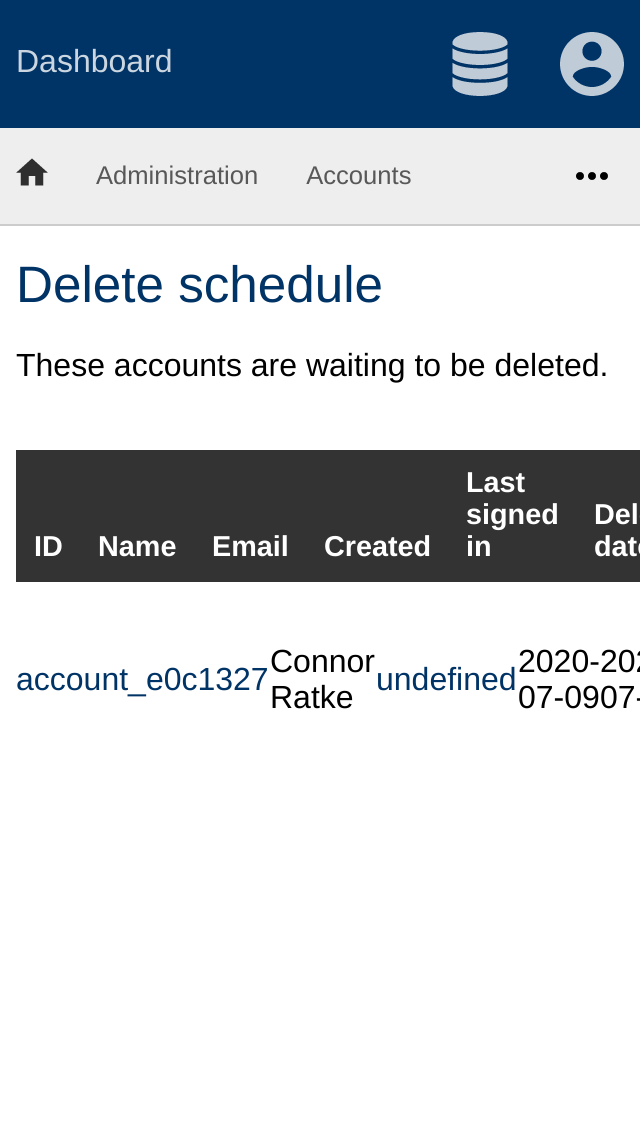 Dashboard
Administration Accounts
Delete schedule
These accounts are waiting to be deleted.
ID Name Email Created Last signed in
account_e0c1327 Connor Ratke undefined 2020-07-09